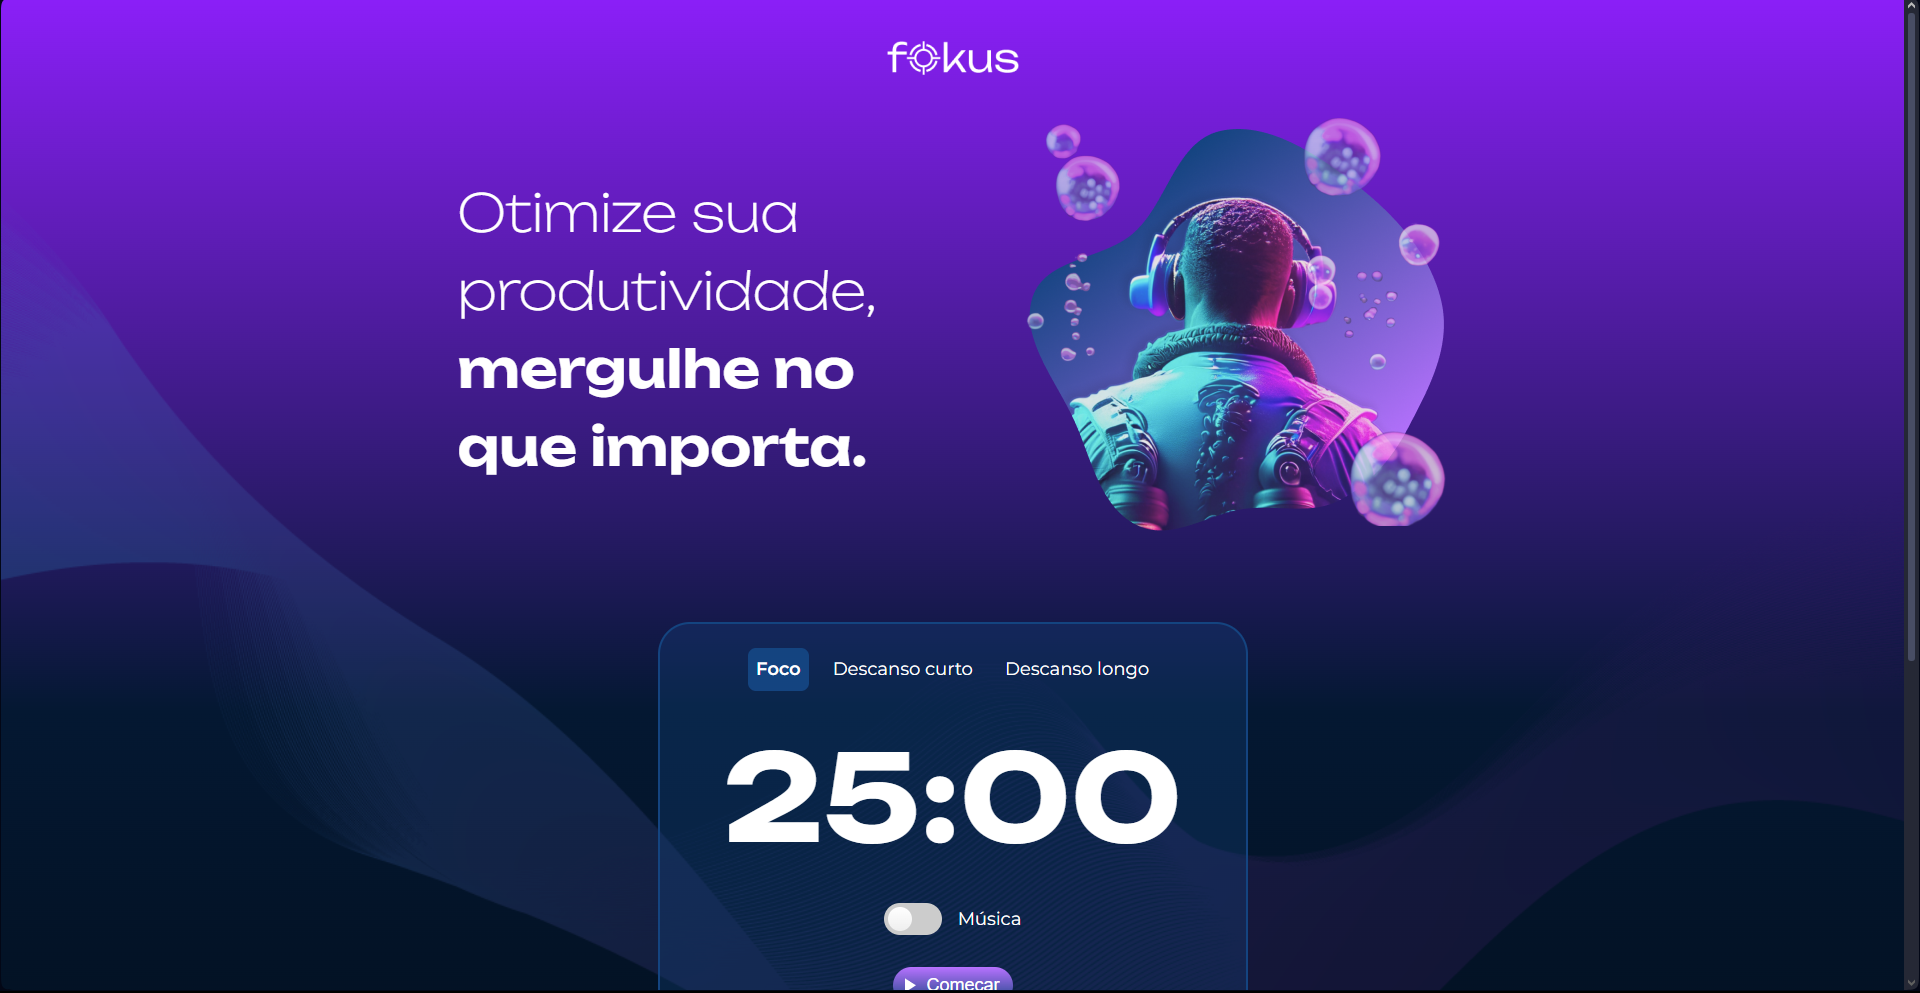 fokus
Otimize sua
produtividade,
mergulhe no
que importa.
Foco Descanso curto Descanso longo
25:00
Música
Começar